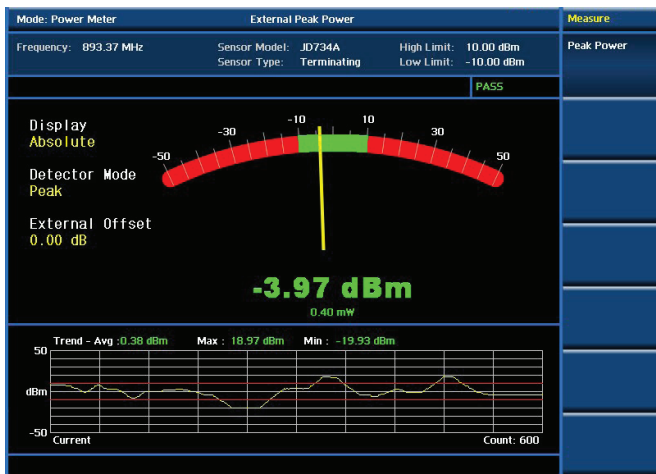 Mode: Power Meter
External Peak Power
Measure
Frequency: 893.37 MHz
Sensor Model: JD734A
High Limit: 10.00 dBm
Sensor Type: Terminating
Low Limit: -10.00 dBm
Peak Power
PASS
Display
Absolute
Detector Mode
Peak
External Offset
0.00 dB
-50
-30
-10
10
30
50
-3.97 dBm
0.40 mW
Trend - Avg :0.38 dBm
Max : 18.97 dBm
Min : -19.93 dBm
50
dBm
-50
Current
Count: 600